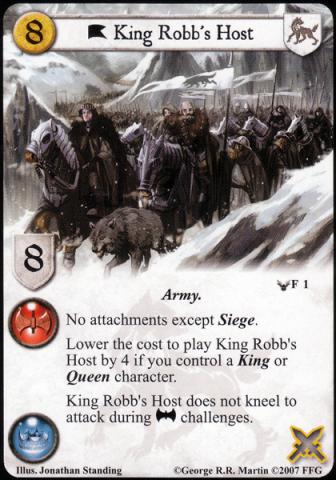 8
King Robb's Host
8
F 1
Army.
No attachments except Siege.
Lower the cost to play King Robb's
Host by 4 if you control a King or
Queen character.
King Robb's Host does not kneel to
attack during challenges.
Illus. Jonathan Standing
©George R.R. Martin ©2007 FFG